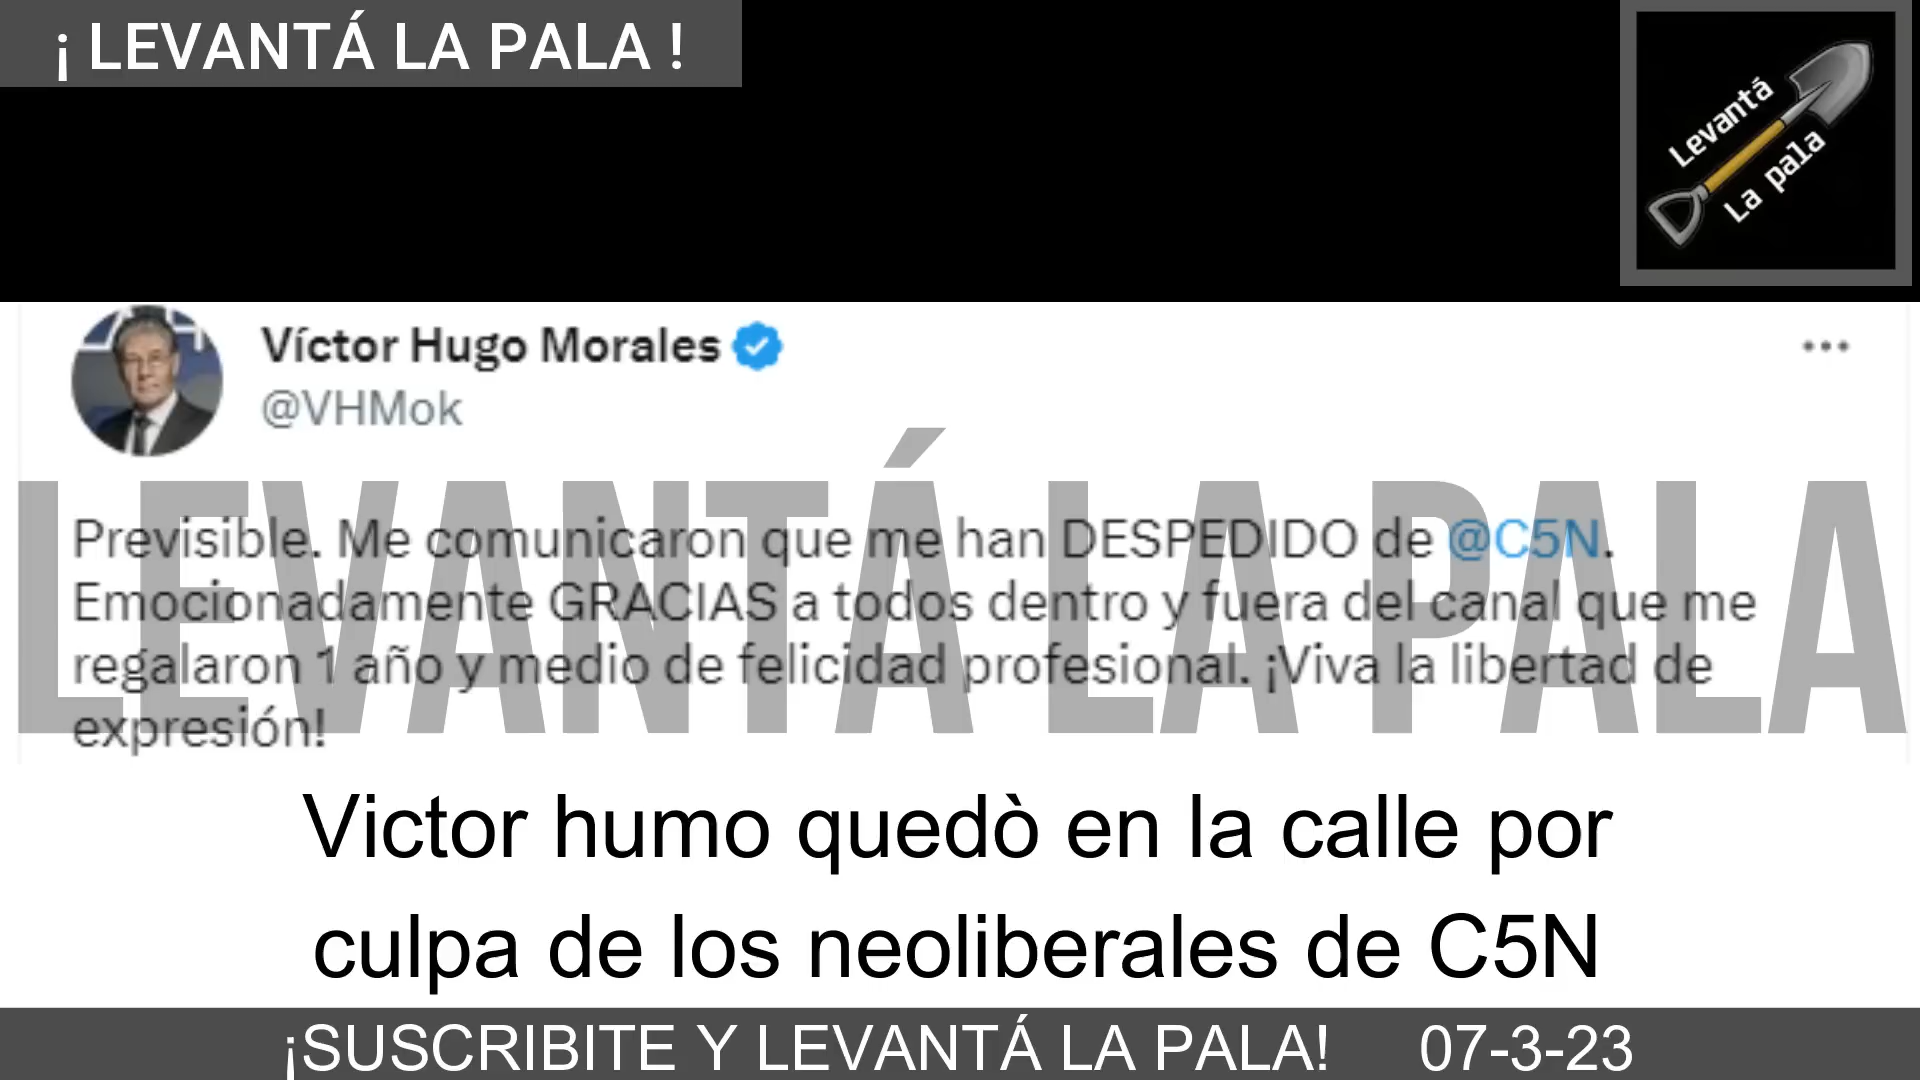 ¡ LEVANTÁ LA PALA !
Levantá
La pala
Víctor Hugo Morales
@VHMok
LEVANTÁ LA PALA
Previsible. Me comunicaron que me han DESPEDIDO de @C5N.
Emocionadamente GRACIAS a todos dentro y fuera del canal que me
regalaron 1 año y medio de felicidad profesional. ¡Viva la libertad de
expresión!
Victor humo quedò en la calle por
culpa de los neoliberales de C5N
¡SUSCRIBITE Y LEVANTÁ LA PALA! 07-3-23